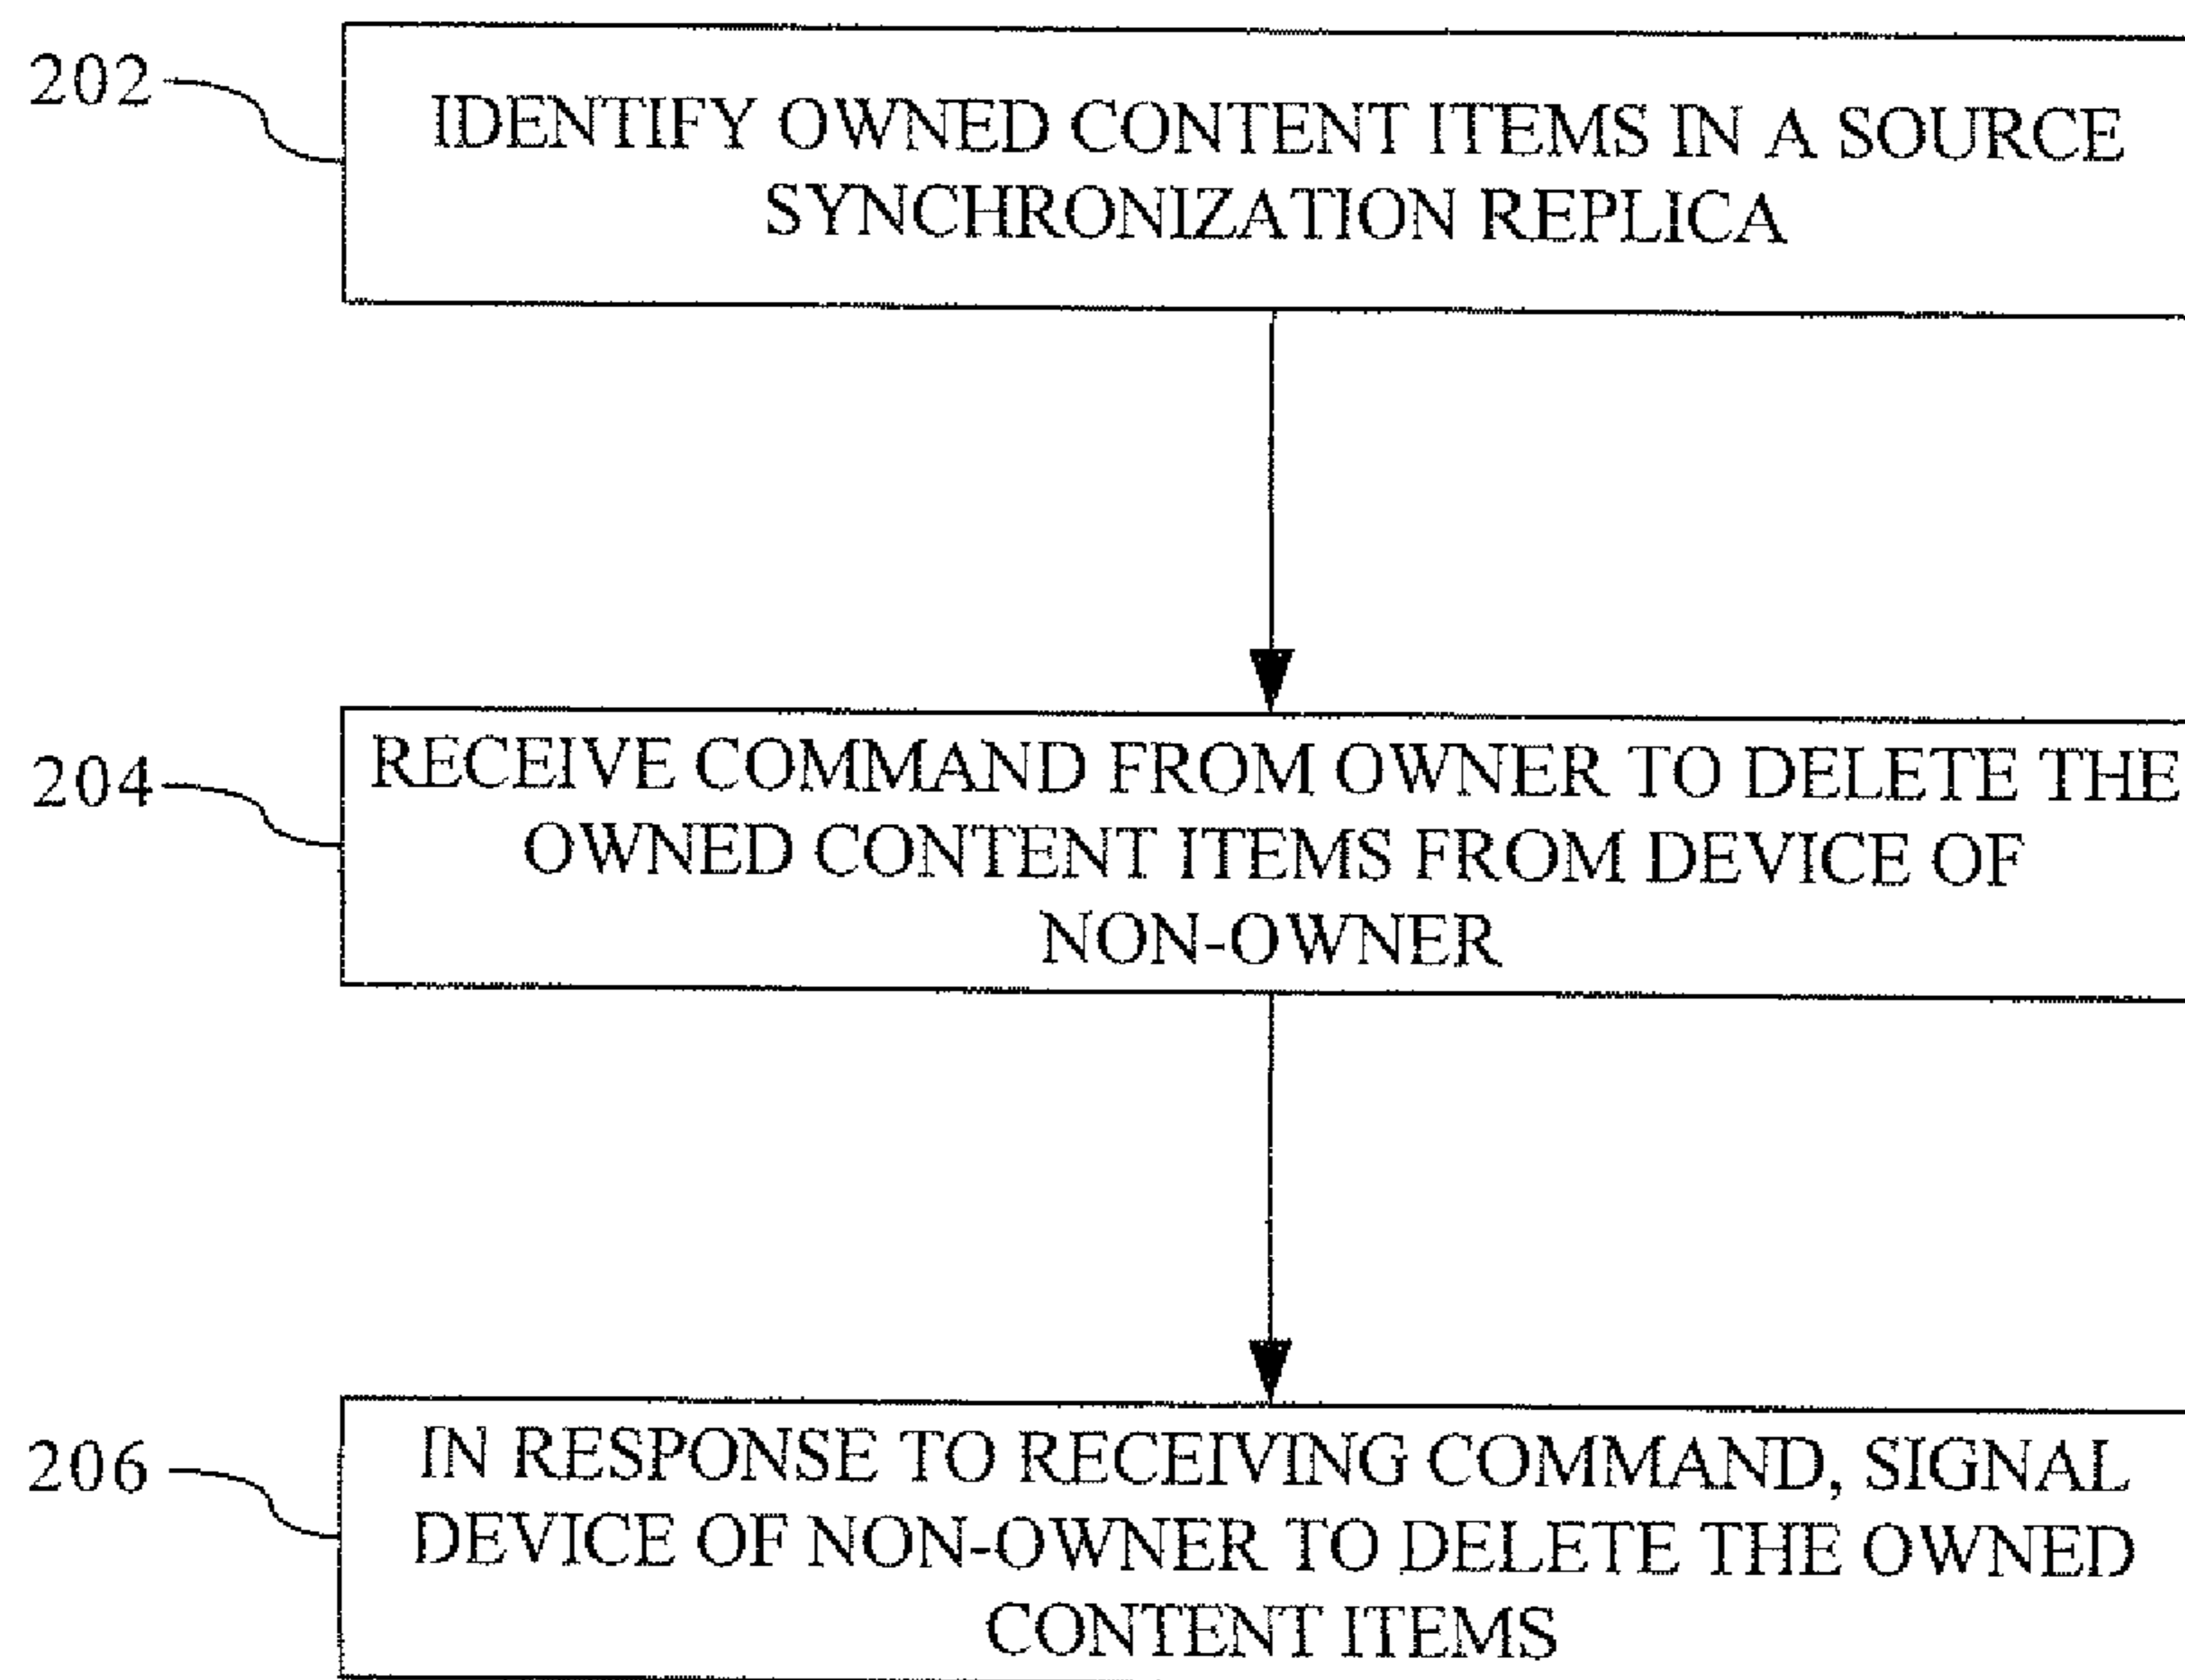 202
IDENTIFY OWNED CONTENT ITEMS IN A SOURCE
SYNCHRONIZATION REPLICA
204
RECEIVE COMMAND FROM OWNER TO DELETE THE
OWNED CONTENT ITEMS FROM DEVICE OF
NON-OWNER
206
IN RESPONSE TO RECEIVING COMMAND, SIGNAL
DEVICE OF NON-OWNER TO DELETE THE OWNED
CONTENT ITEMS